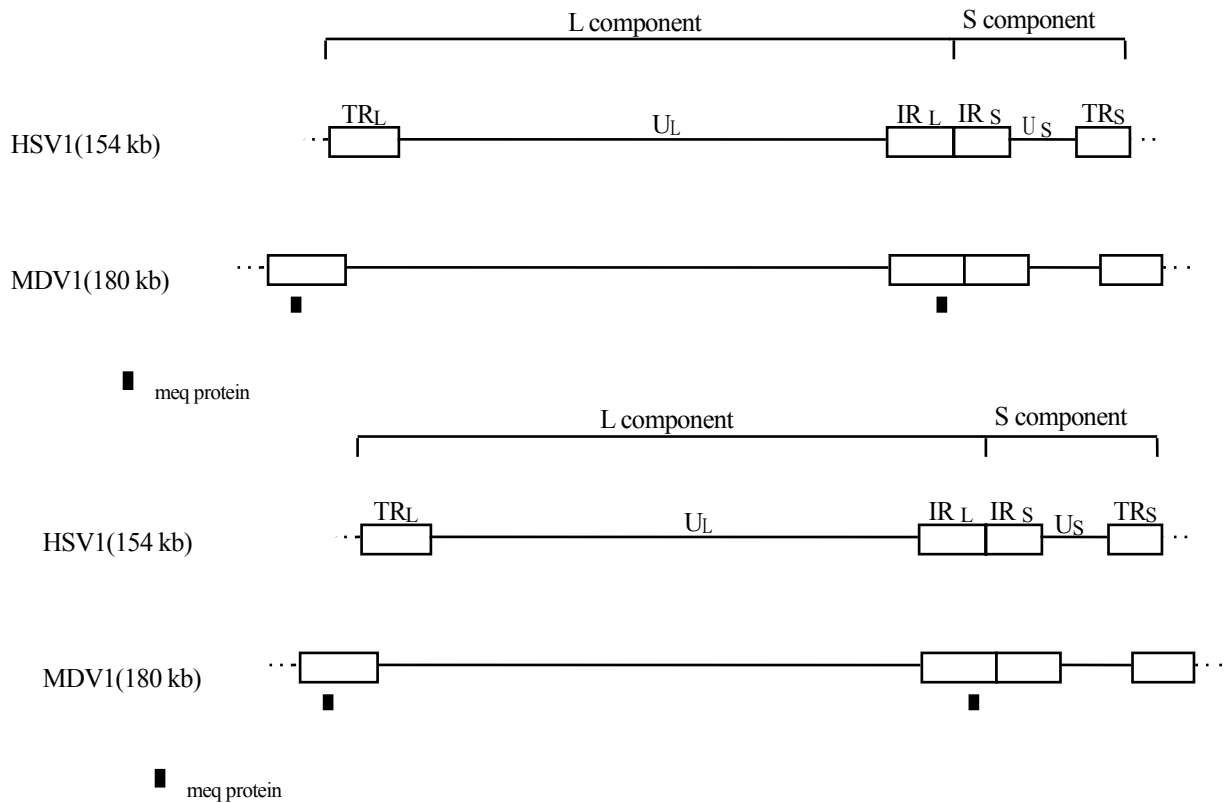 L component S component
TRL UL IR L IR S U S TRS
HSV1(154 kb)
MDV1(180 kb)
meq protein
L component S component
TRL UL IR L IR S US TRS
HSV1(154 kb)
MDV1(180 kb)
meq protein